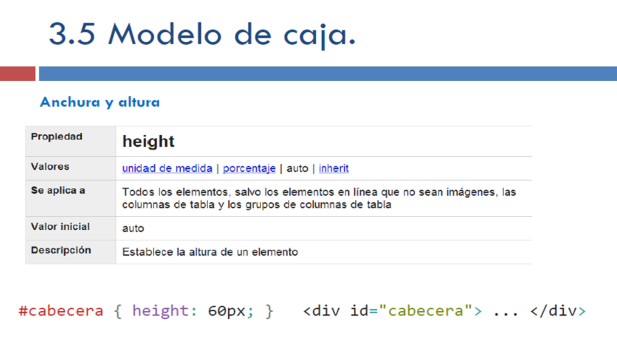 3.5 Modelo de caja.
Anchura y altura
Propiedad height
Valores unidad de medida | porcentaje | auto | inherit
Se aplica a Todos los elementos, salvo los elementos en línea que no sean imágenes, las
columnas de tabla y los grupos de columnas de tabla
Valor inicial auto
Descripción Establece la altura de un elemento
#cabecera { height: 60px; } <div id="cabecera"> ... </div>